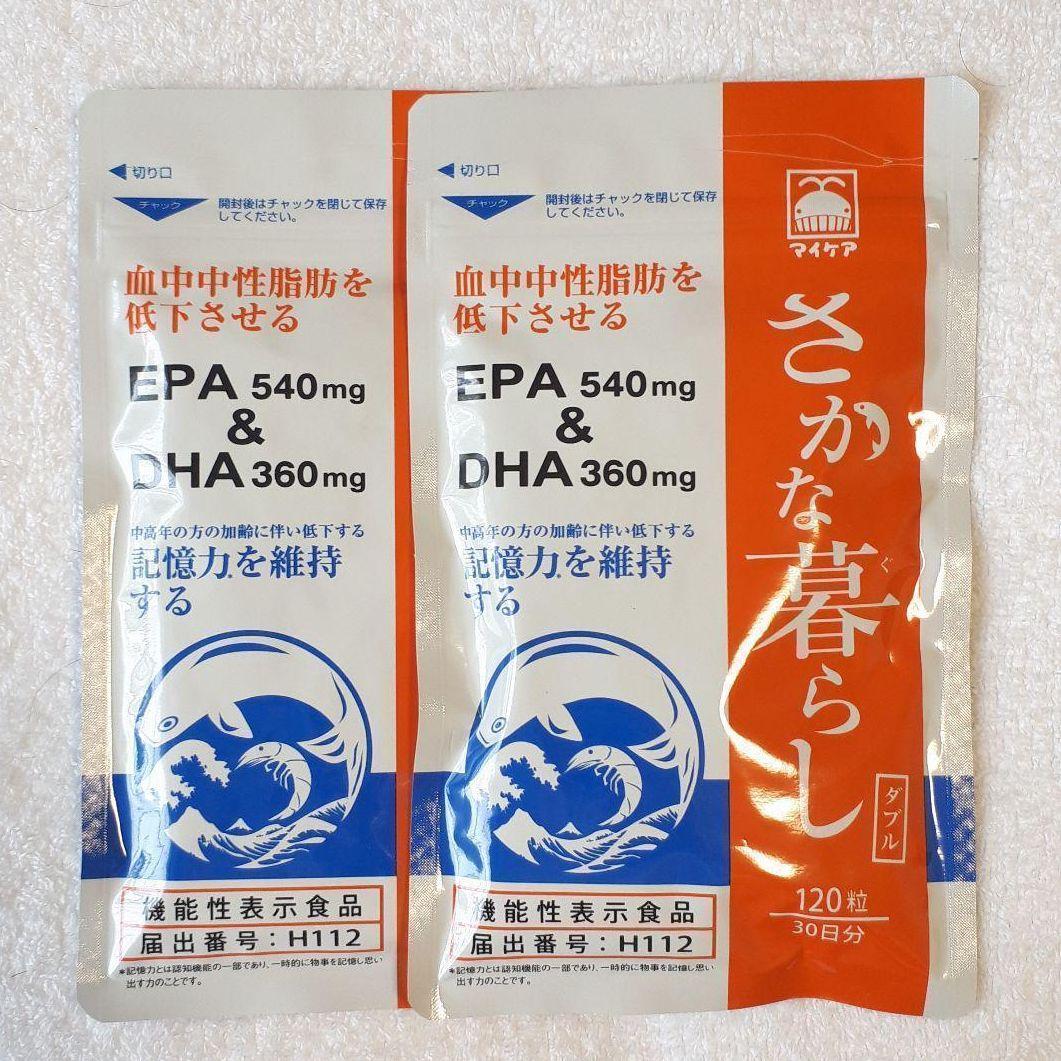 切り口
チャック
開封後はチャックを閉じて保存
してください。
血中中性脂肪を
低下させる
EPA 540mg
&
DHA 360mg
中高年の方の加齢に伴い低下する
記憶力*を維持
する
機能性表示食品
届出番号：H112
*記憶力とは認知機能の一部であり、一時的に物事を記憶し思い
出す力のことです。
切り口
チャック
開封後はチャックを閉じて保存
してください。
血中中性脂肪を
低下させる
EPA 540mg
&
DHA 360mg
中高年の方の加齢に伴い低下する
記憶力*を維持
する
機能性表示食品
届出番号：H112
*記憶力とは認知機能の一部であり、一時的に物事を記憶し思い
出す力のことです。
マイケア
さかな暮らし
ぐ
ダブル
120粒
30日分